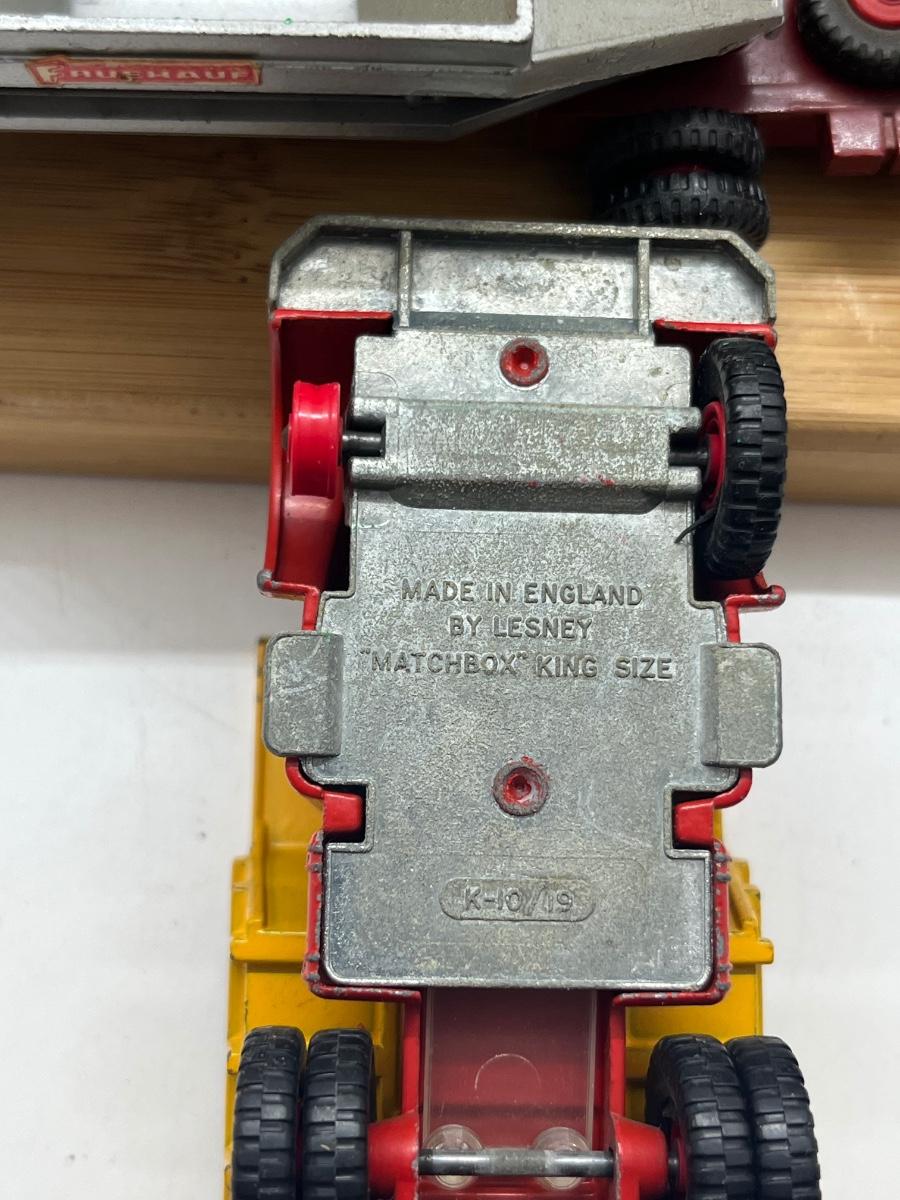 FRUEHAUF
MADE IN ENGLAND
BY LESNEY
"MATCHBOX" KING SIZE
K-10/19